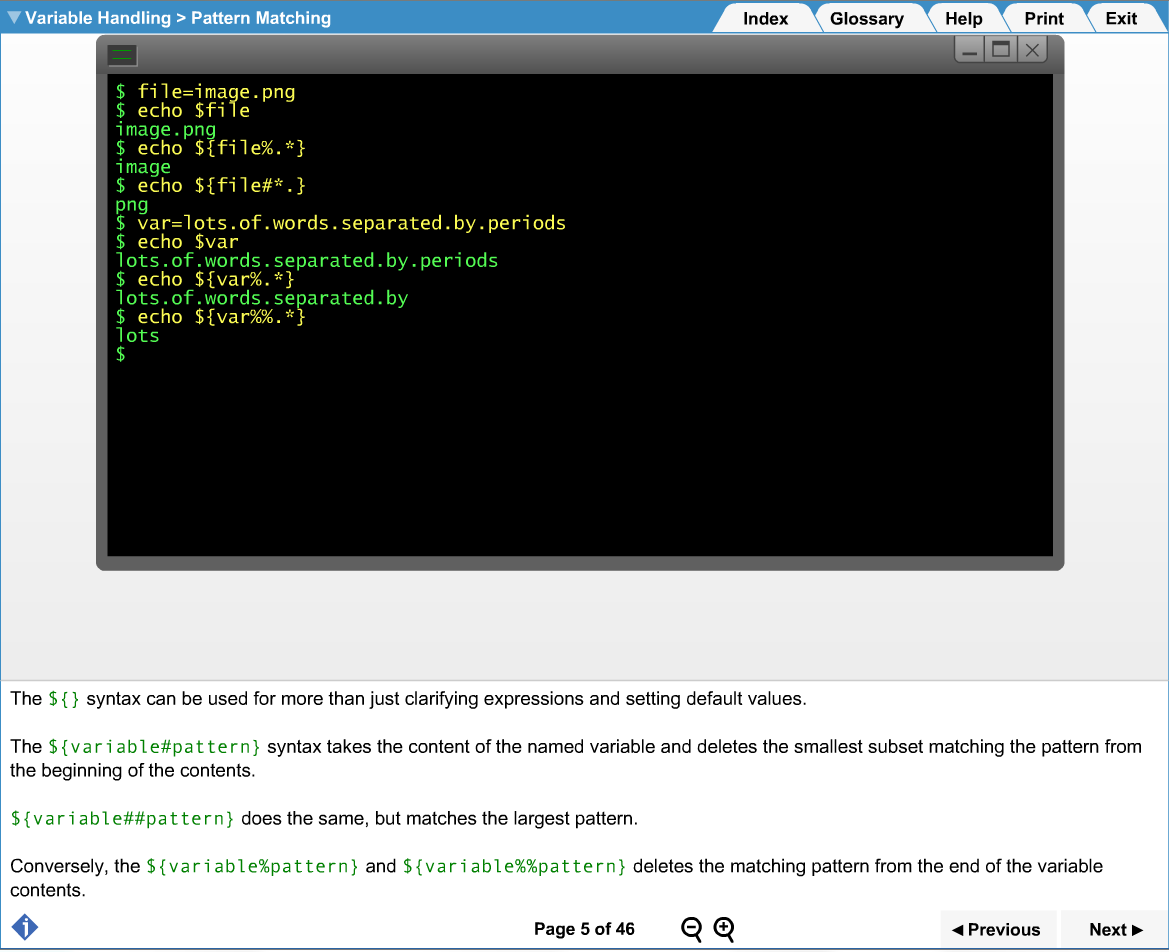 Variable Handling > Pattern Matching
Index Glossary Help Print Exit
$ file=image.png
$ echo $file
image.png
$ echo ${file%.*}
image
$ echo ${file#*.}
png
$ var=lots.of.words.separated.by.periods
$ echo $var
lots.of.words.separated.by.periods
$ echo ${var%.*}
lots.of.words.separated.by
$ echo ${var%%.*}
lots
$
The ${} syntax can be used for more than just clarifying expressions and setting default values.
The ${variable#pattern} syntax takes the content of the named variable and deletes the smallest subset matching the pattern from
the beginning of the contents.
${variable##pattern} does the same, but matches the largest pattern.
Conversely, the ${variable%pattern} and ${variable%%pattern} deletes the matching pattern from the end of the variable
contents.
i Page 5 of 46 Previous Next